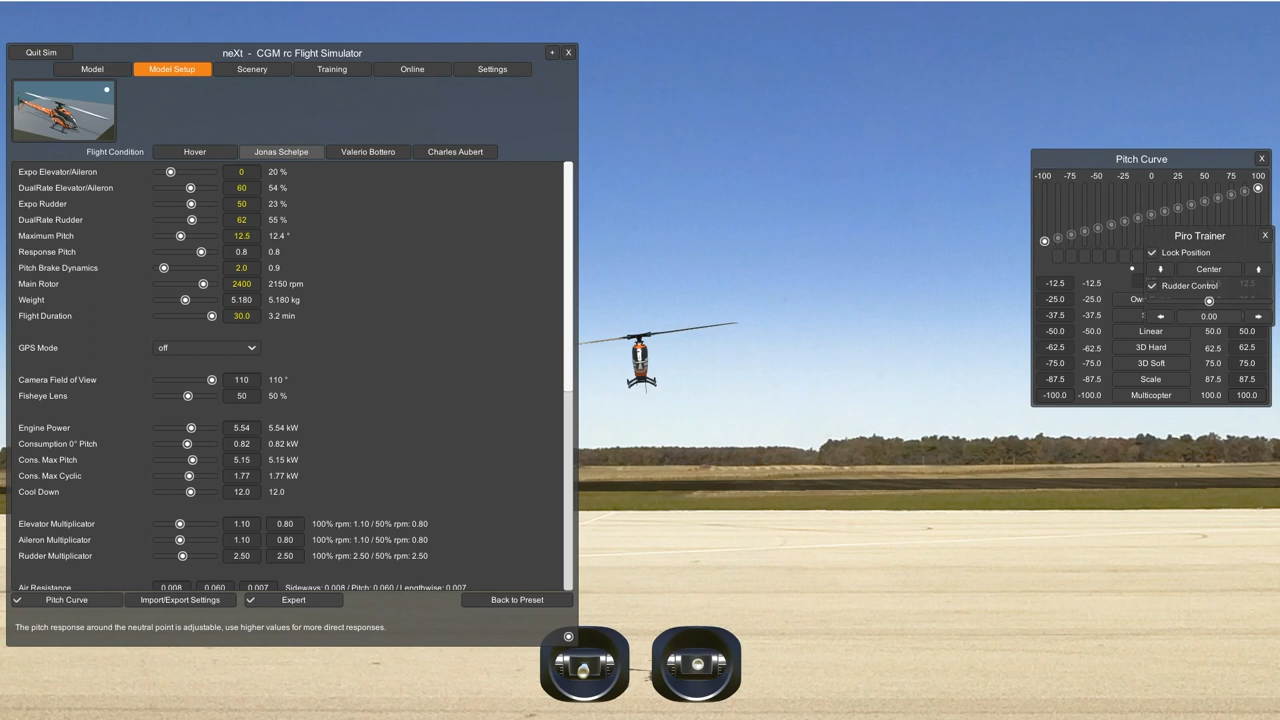 Quit Sim neXt - CGM rc Flight Simulator + X
Model Model Setup Scenery Training Online Settings
Flight Condition Hover Jonas Schelpe Valerio Bottero Charles Aubert
Expo Elevator/Aileron 0 20 %
DualRate Elevator/Aileron 60 54 %
Expo Rudder 50 23 %
DualRate Rudder 62 55 %
Maximum Pitch 12.5 12.4 °
Response Pitch 0.8 0.8
Pitch Brake Dynamics 2.0 0.9
Main Rotor 2400 2150 rpm
Weight 5.180 5.180 kg
Flight Duration 30.0 3.2 min
GPS Mode off
Camera Field of View 110 110 °
Fisheye Lens 50 50 %
Engine Power 5.54 5.54 kW
Consumption 0° Pitch 0.82 0.82 kW
Cons. Max Pitch 5.15 5.15 kW
Cons. Max Cyclic 1.77 1.77 kW
Cool Down 12.0 12.0
Elevator Multiplicator 1.10 0.80 100% rpm: 1.10 / 50% rpm: 0.80
Aileron Multiplicator 1.10 0.80 100% rpm: 1.10 / 50% rpm: 0.80
Rudder Multiplicator 2.50 2.50 100% rpm: 2.50 / 50% rpm: 2.50
Air Resistance 0.008 0.060 0.007 Sideways: 0.008 / Pitch: 0.060 / Lengthwise: 0.007
Pitch Curve Import/Export Settings Expert Back to Preset
The pitch response around the neutral point is adjustable, use higher values for more direct responses.
Pitch Curve X
-100 -75 -50 -25 0 25 50 75 100
Piro Trainer X
Lock Position
Center
Rudder Control
0.00
-12.5 -12.5 12.5
-25.0 -25.0
-37.5 -37.5
-50.0 -50.0 Linear 50.0 50.0
-62.5 -62.5 3D Hard 62.5 62.5
-75.0 -75.0 3D Soft 75.0 75.0
-87.5 -87.5 Scale 87.5 87.5
-100.0 -100.0 Multicopter 100.0 100.0